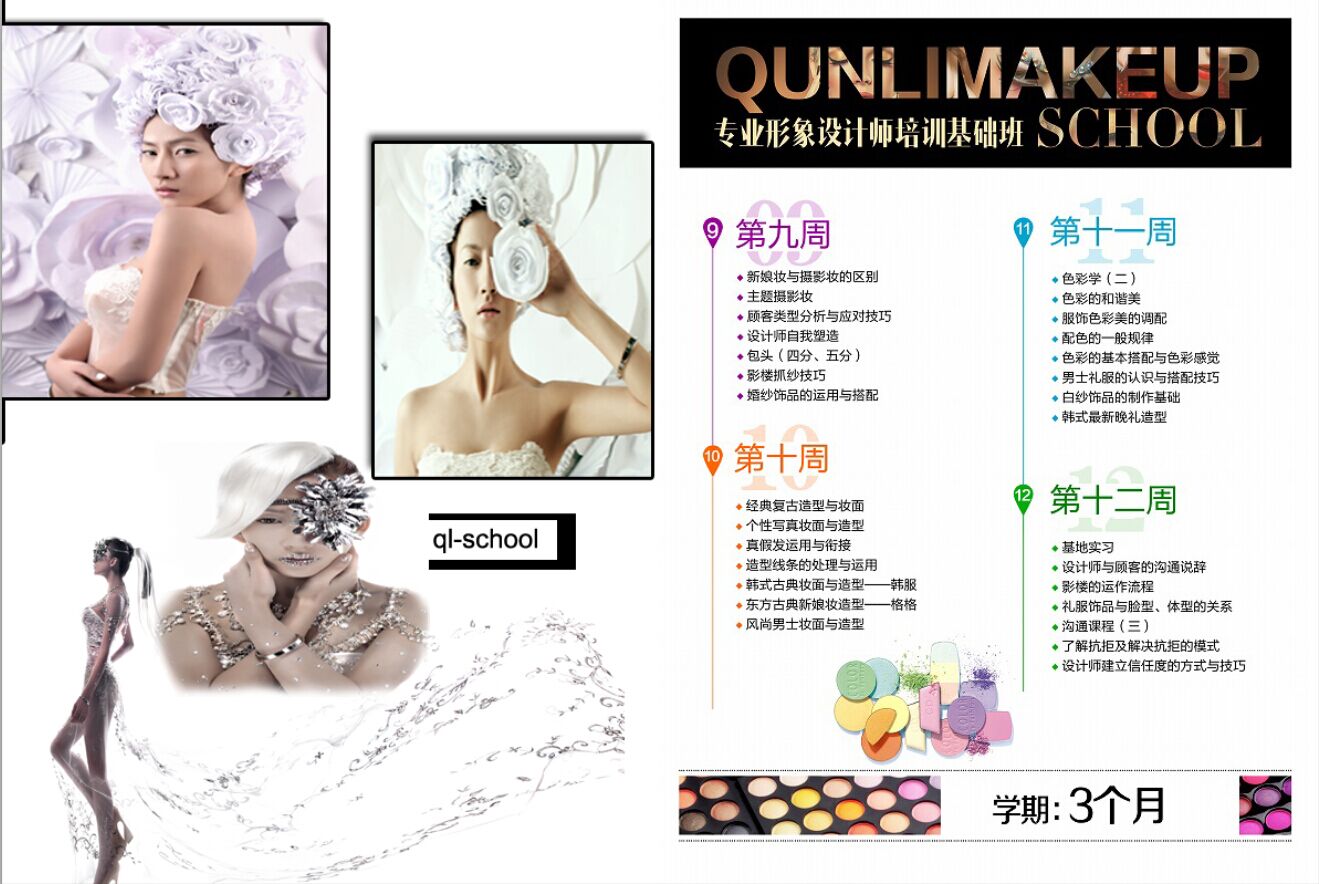 ql-school
QUNLIMAKEUP
专业形象设计师培训基础班 SCHOOL
09
9 第九周
新娘妆与摄影妆的区别
主题摄影妆
顾客类型分析与应对技巧
设计师自我塑造
包头（四分、五分）
影楼抓纱技巧
婚纱饰品的运用与搭配
10
10 第十周
经典复古造型与妆面
个性写真妆面与造型
真假发运用与衔接
造型线条的处理与运用
韩式古典妆面与造型——韩服
东方古典新娘妆造型——格格
风尚男士妆面与造型
11
11 第十一周
色彩学（二）
色彩的和谐美
服饰色彩美的调配
配色的一般规律
色彩的基本搭配与色彩感觉
男士礼服的认识与搭配技巧
白纱饰品的制作基础
韩式最新晚礼造型
12
12 第十二周
基地实习
设计师与顾客的沟通说辞
影楼的运作流程
礼服饰品与脸型、体型的关系
沟通课程（三）
了解抗拒及解决抗拒的模式
设计师建立信任度的方式与技巧
学期: 3个月